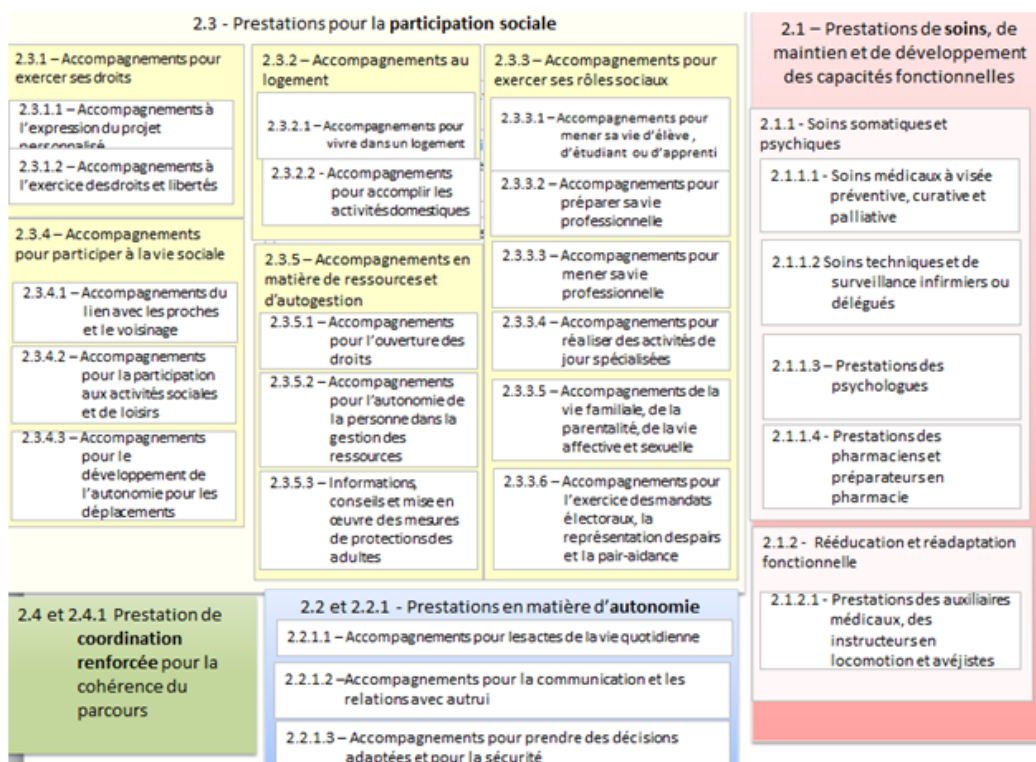 2.3 - Prestations pour la participation sociale
2.3.1 – Accompagnements pour
exercer ses droits
2.3.1.1 – Accompagnements à
l'expression du projet
personnalisé
2.3.1.2 – Accompagnements à
l'exercice des droits et libertés
2.3.4 – Accompagnements
pour participer à la vie sociale
2.3.4.1 – Accompagnements du
lien avec les proches
et le voisinage
2.3.4.2 – Accompagnements
pour la participation
aux activités sociales
et de loisirs
2.3.4.3 – Accompagnements
pour le
développement de
l'autonomie pour les
déplacements
2.3.2 – Accompagnements au
logement
2.3.2.1 – Accompagnements pour
vivre dans un logement
2.3.2.2 - Accompagnements
pour accomplir les
activités domestiques
2.3.5 – Accompagnements en
matière de ressources et
d'autogestion
2.3.5.1 – Accompagnements
pour l'ouverture des
droits
2.3.5.2 – Accompagnements
pour l'autonomie de
la personne dans la
gestion des
ressources
2.3.5.3 – Informations,
conseils et mise en
œuvre des mesures
de protections des
adultes
2.3.3 – Accompagnements pour
exercer ses rôles sociaux
2.3.3.1 – Accompagnements pour
mener sa vie d'élève ,
d'étudiant ou d'apprenti
2.3.3.2 – Accompagnements pour
préparer sa vie
professionnelle
2.3.3.3 – Accompagnements pour
mener sa vie
professionnelle
2.3.3.4 – Accompagnements pour
réaliser des activités de
jour spécialisées
2.3.3.5 – Accompagnements de la
vie familiale, de la
parentalité, de la vie
affective et sexuelle
2.3.3.6 – Accompagnements pour
l'exercice des mandats
électoraux, la
représentation des pairs
et la pair-aidance
2.1 – Prestations de soins, de
maintien et de développement
des capacités fonctionnelles
2.1.1 - Soins somatiques et
psychiques
2.1.1.1 - Soins médicaux à visée
préventive, curative et
palliative
2.1.1.2 Soins techniques et de
surveillance infirmiers ou
délégués
2.1.1.3 – Prestations des
psychologues
2.1.1.4 - Prestations des
pharmaciens et
préparateurs en
pharmacie
2.1.2 - Rééducation et réadaptation
fonctionnelle
2.1.2.1 - Prestations des auxiliaires
médicaux, des
instructeurs en
locomotion et avéjistes
2.4 et 2.4.1 Prestation de
coordination
renforcée pour la
cohérence du
parcours
2.2 et 2.2.1 - Prestations en matière d'autonomie
2.2.1.1 – Accompagnements pour les actes de la vie quotidienne
2.2.1.2 –Accompagnements pour la communication et les
relations avec autrui
2.2.1.3 – Accompagnements pour prendre des décisions
adaptées et pour la sécurité